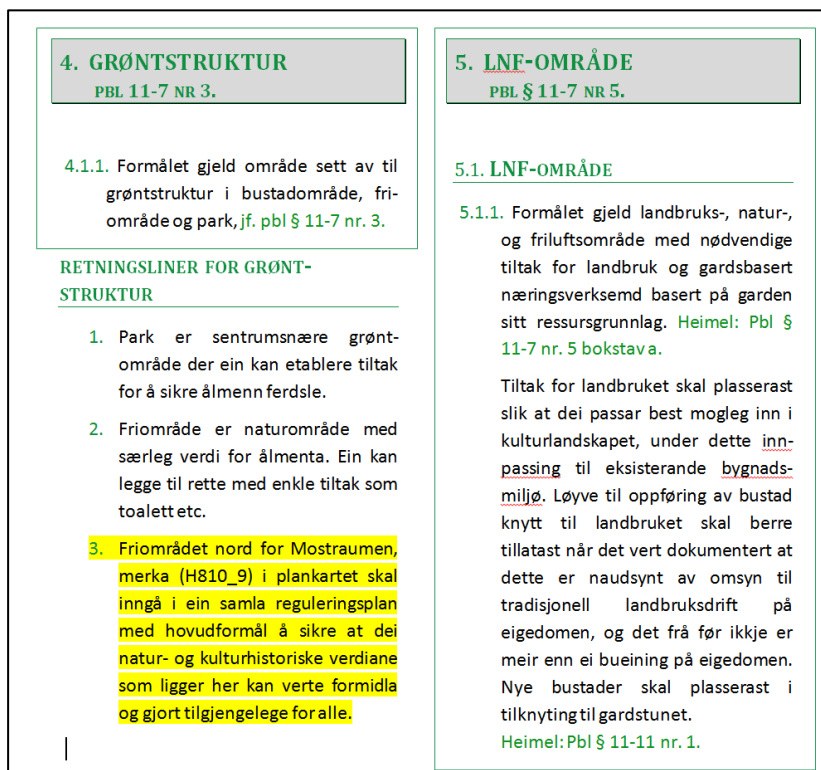 4. GRØNTSTRUKTUR
PBL 11-7 NR 3.
4.1.1. Formålet gjeld område sett av til
grøntstruktur i bustadområde, fri-
område og park, jf. pbl § 11-7 nr. 3.
RETNINGSLINER FOR GRØNT-
STRUKTUR
1. Park er sentrumsnære grønt-
område der ein kan etablere tiltak
for å sikre ålmenn ferdsle.
2. Friområde er naturområde med
særleg verdi for ålmenta. Ein kan
legge til rette med enkle tiltak som
toalett etc.
3. Friområdet nord for Mostraumen,
merka (H810_9) i plankartet skal
inngå i ein samla reguleringsplan
med hovudformål å sikre at dei
natur- og kulturhistoriske verdiane
som ligger her kan verte formidla
og gjort tilgjengelege for alle.
5. LNF-OMRÅDE
PBL § 11-7 NR 5.
5.1. LNF-OMRÅDE
5.1.1. Formålet gjeld landbruks-, natur-,
og friluftsområde med nødvendige
tiltak for landbruk og gardsbasert
næringsverksemd basert på garden
sitt ressursgrunnlag. Heimel: Pbl §
11-7 nr. 5 bokstav a.
Tiltak for landbruket skal plasserast
slik at dei passar best mogleg inn i
kulturlandskapet, under dette inn-
passing til eksisterande bygnads-
miljø. Løyve til oppføring av bustad
knytt til landbruket skal berre
tillatast når det vert dokumentert at
dette er naudsynt av omsyn til
tradisjonell landbruksdrift på
eigedomen, og det frå før ikkje er
meir enn ei bueining på eigedomen.
Nye bustader skal plasserast i
tilknyting til gardstunet.
Heimel: Pbl § 11-11 nr. 1.